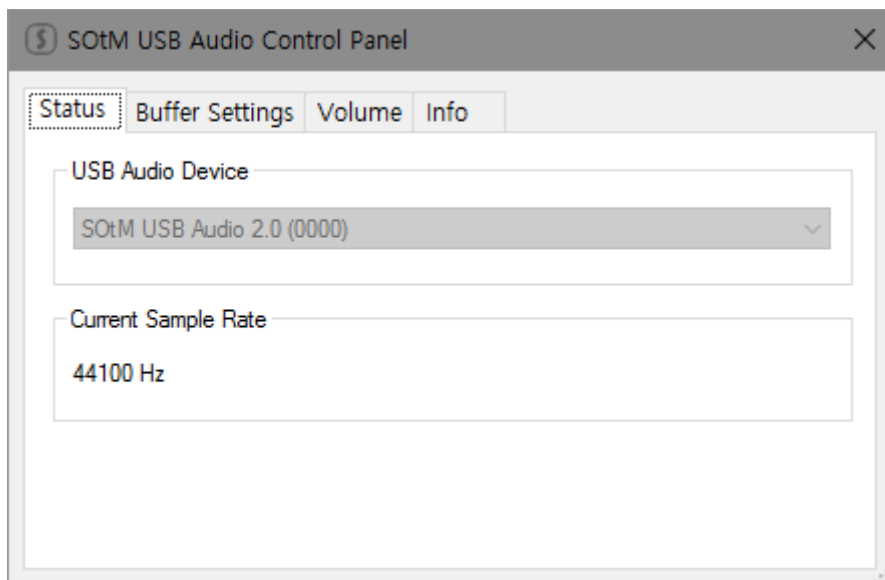 SOtM USB Audio Control Panel
Status Buffer Settings Volume Info
USB Audio Device
SOtM USB Audio 2.0 (0000)
Current Sample Rate
44100 Hz